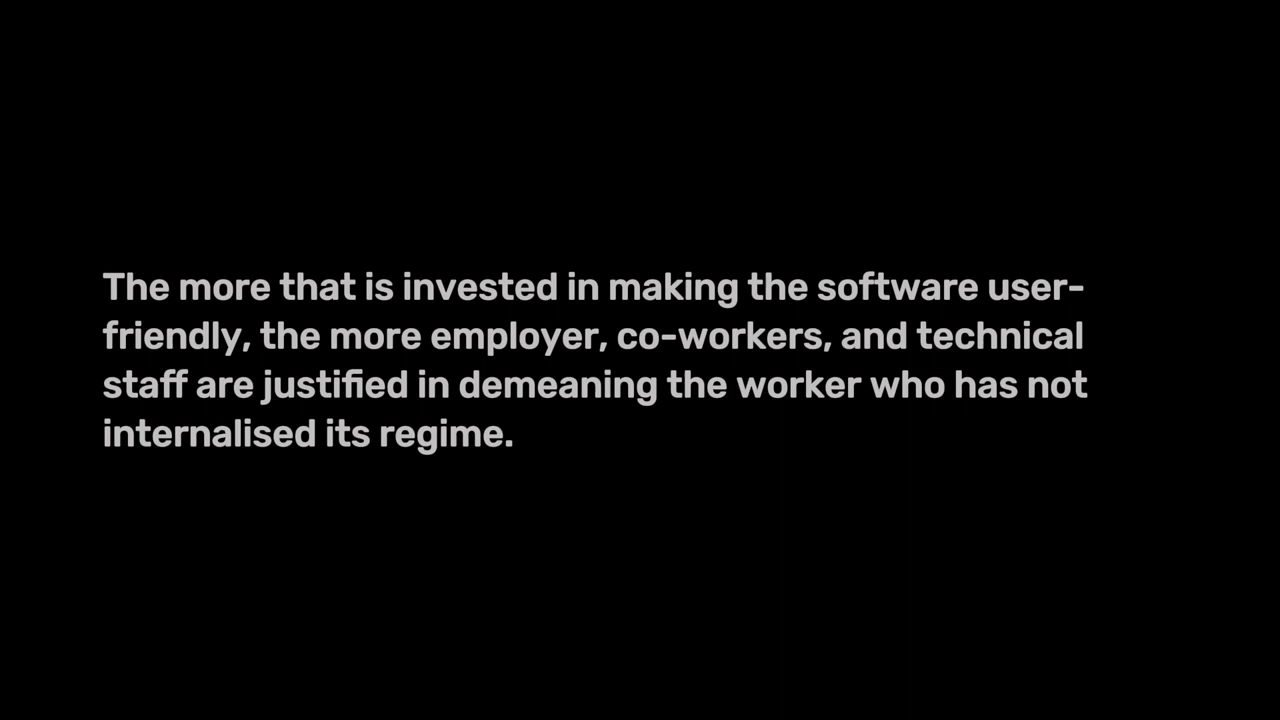 The more that is invested in making the software user-
friendly, the more employer, co-workers, and technical
staff are justified in demeaning the worker who has not
internalised its regime.